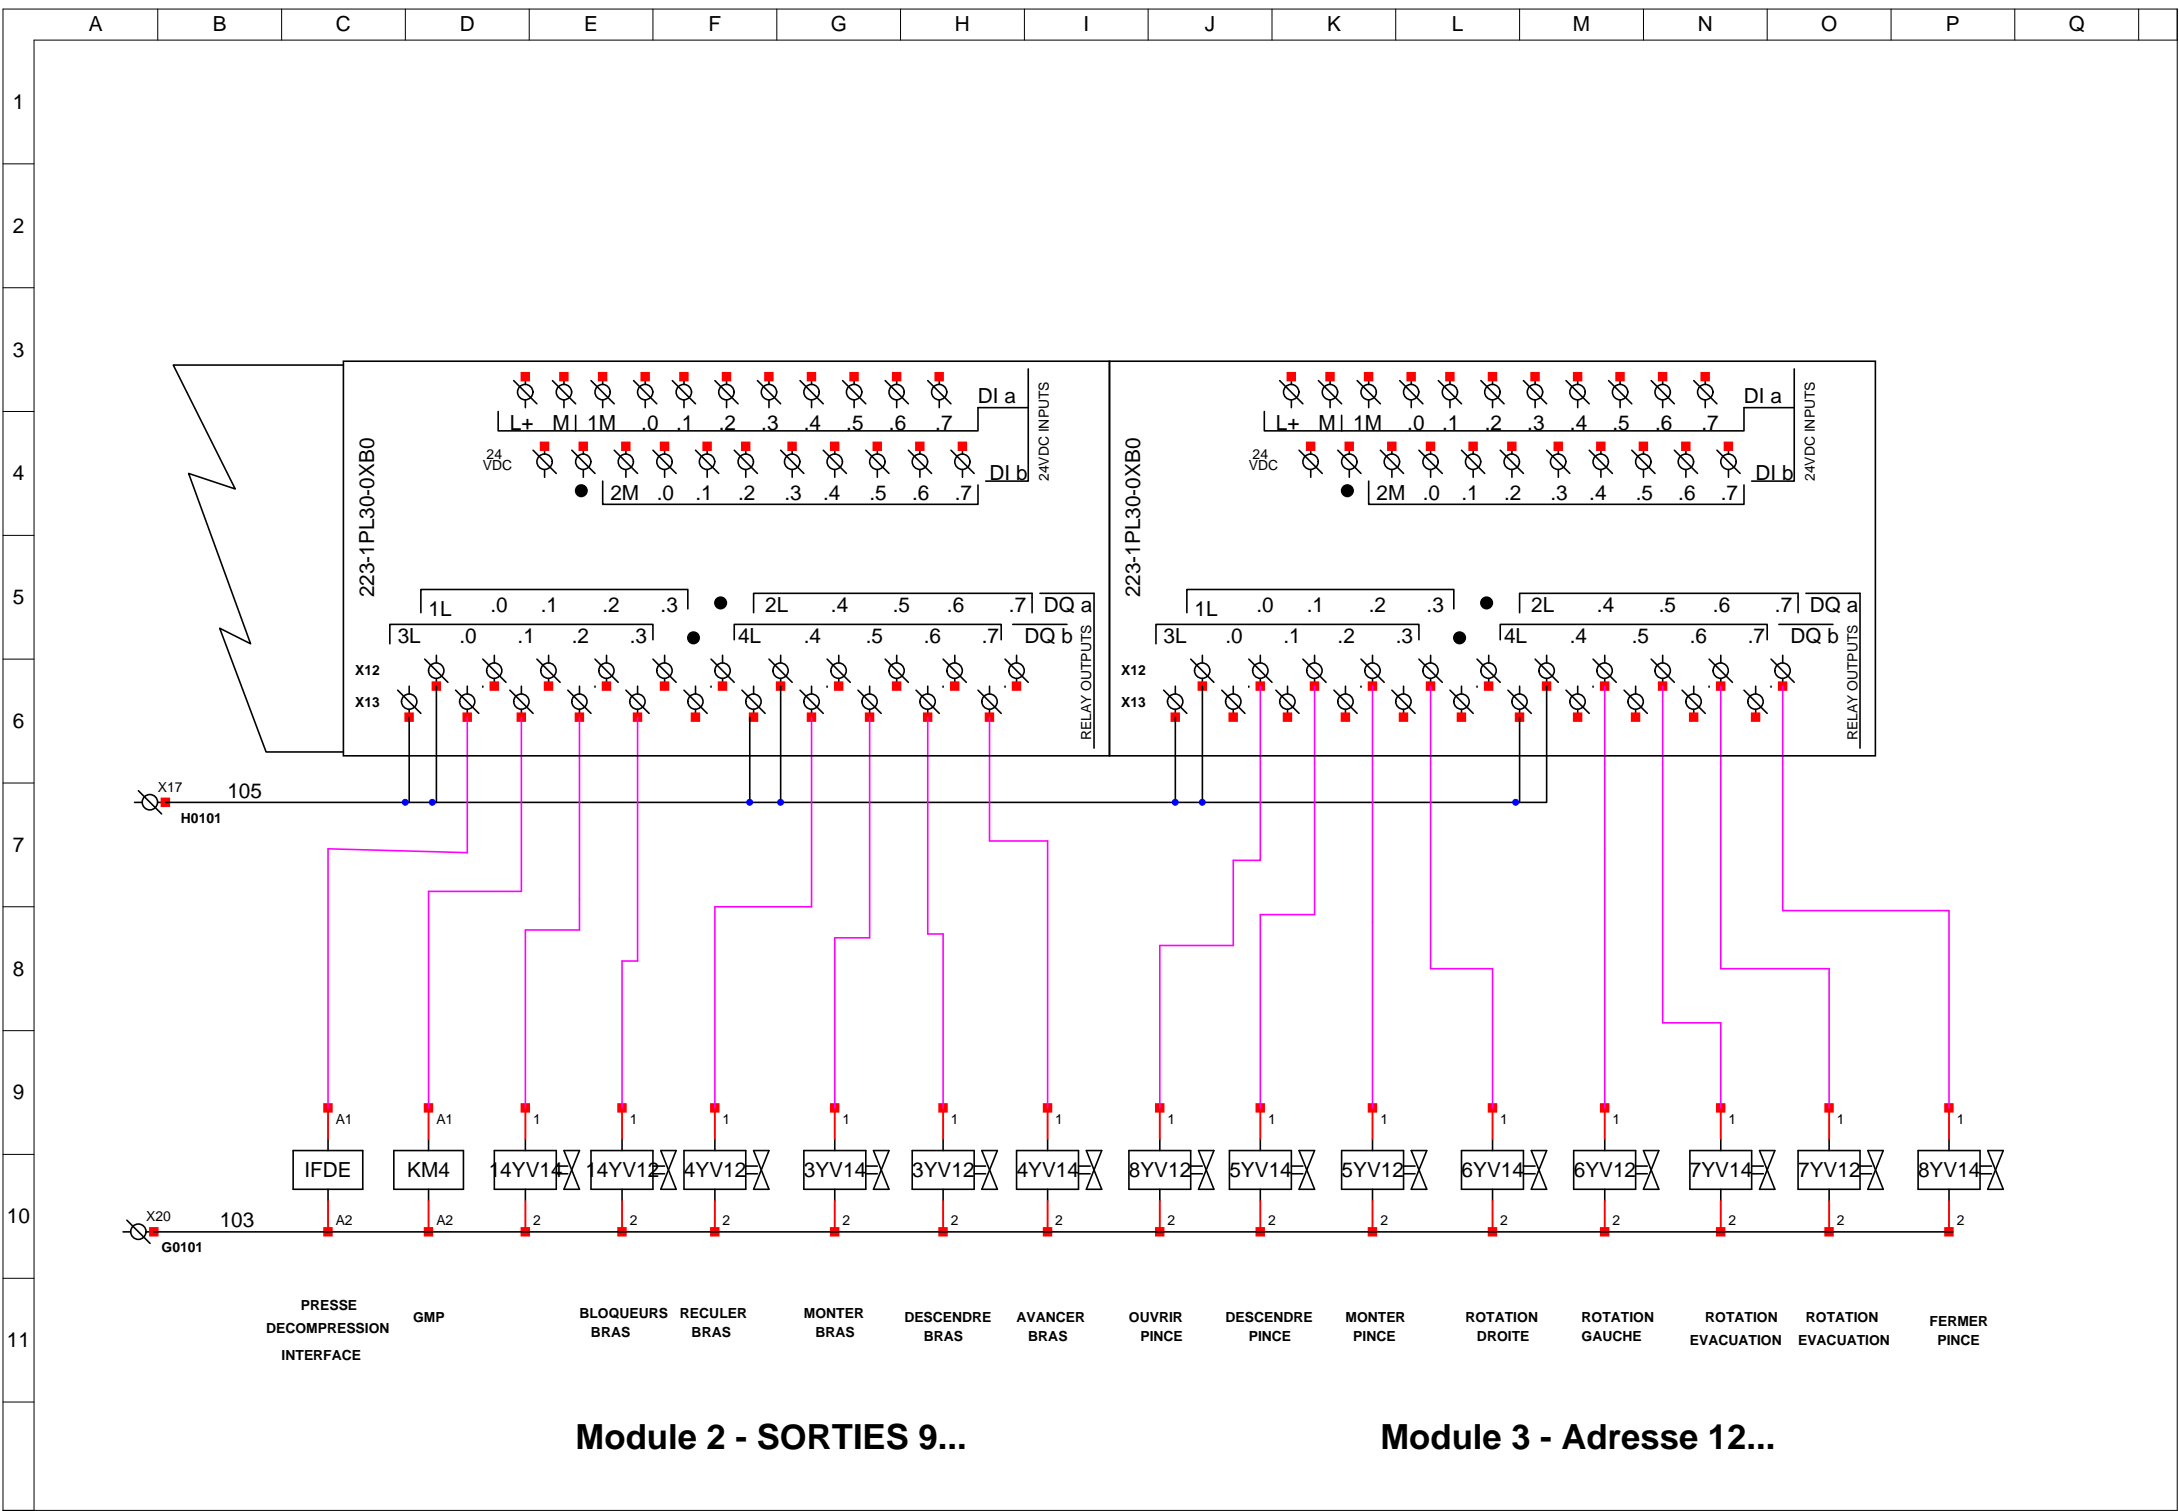 A B C D E F G H I J K L M N O P Q
1
2
3
4
5
6
7
8
9
10
11
223-1PL30-0XB0
L+ M 1M .0 .1 .2 .3 .4 .5 .6 .7 DI a
24 VDC
2M .0 .1 .2 .3 .4 .5 .6 .7 DI b
24VDC INPUTS
1L .0 .1 .2 .3 2L .4 .5 .6 .7 DQ a
3L .0 .1 .2 .3 4L .4 .5 .6 .7 DQ b
X12
X13
RELAY OUTPUTS
223-1PL30-0XB0
L+ M 1M .0 .1 .2 .3 .4 .5 .6 .7 DI a
24 VDC
2M .0 .1 .2 .3 .4 .5 .6 .7 DI b
24VDC INPUTS
1L .0 .1 .2 .3 2L .4 .5 .6 .7 DQ a
3L .0 .1 .2 .3 4L .4 .5 .6 .7 DQ b
X12
X13
RELAY OUTPUTS
X17 105
H0101
A1 A1 1 1 1 1 1 1 1 1 1 1 1 1 1 1
IFDE KM4 14YV14 14YV12 4YV12 3YV14 3YV12 4YV14 8YV12 5YV14 5YV12 6YV14 6YV12 7YV14 7YV12 8YV14
A2 A2 2 2 2 2 2 2 2 2 2 2 2 2 2 2
X20 103
G0101
PRESSE
DECOMPRESSION
INTERFACE
GMP
BLOQUEURS
BRAS
RECULER
BRAS
MONTER
BRAS
DESCENDRE
BRAS
AVANCER
BRAS
OUVRIR
PINCE
DESCENDRE
PINCE
MONTER
PINCE
ROTATION
DROITE
ROTATION
GAUCHE
ROTATION
EVACUATION
ROTATION
EVACUATION
FERMER
PINCE
Module 2 - SORTIES 9...
Module 3 - Adresse 12...